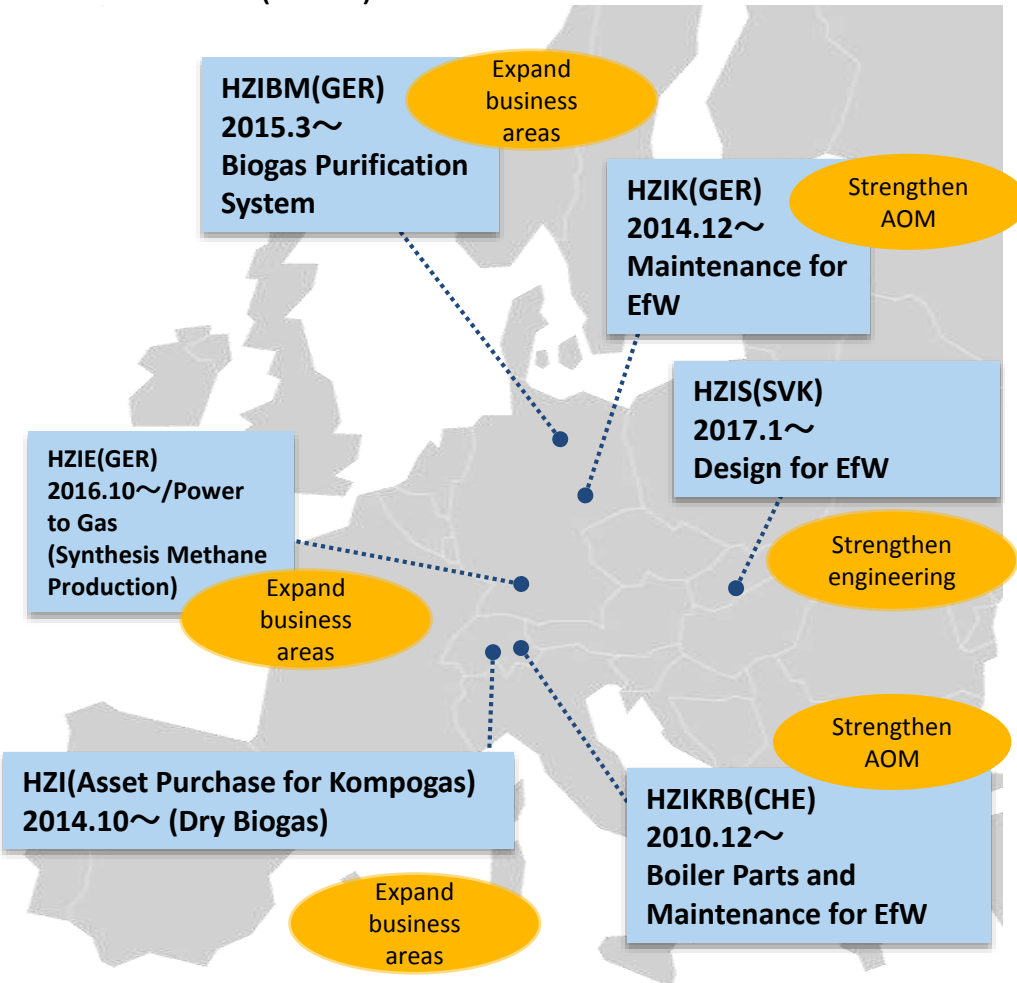 HZIBM(GER)
2015.3～
Biogas Purification
System
Expand
business
areas
HZIK(GER)
2014.12～
Maintenance for
EfW
Strengthen
AOM
HZIS(SVK)
2017.1～
Design for EfW
Strengthen
engineering
HZIE(GER)
2016.10～/Power
to Gas
(Synthesis Methane
Production)
Expand
business
areas
HZI(Asset Purchase for Kompogas)
2014.10～ (Dry Biogas)
Expand
business
areas
HZIKRB(CHE)
2010.12～
Boiler Parts and
Maintenance for EfW
Strengthen
AOM